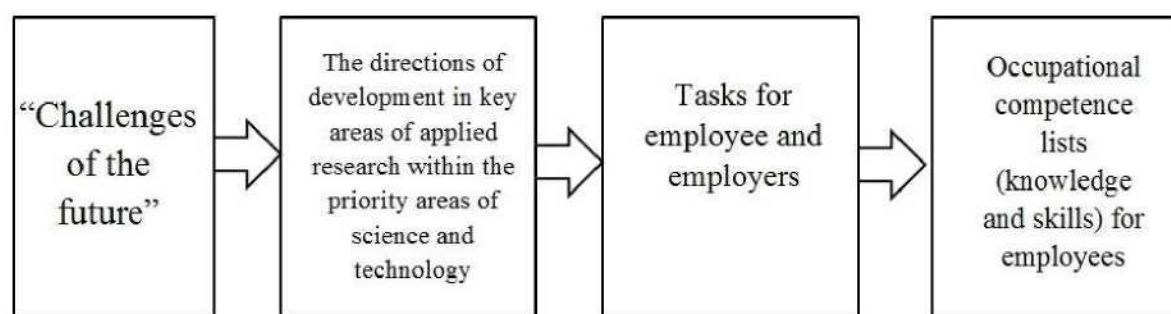 “Challenges
of the
future”
The directions of
development in key
areas of applied
research within the
priority areas of
science and
technology
Tasks for
employee and
employers
Occupational
competence
lists
(knowledge
and skills) for
employees